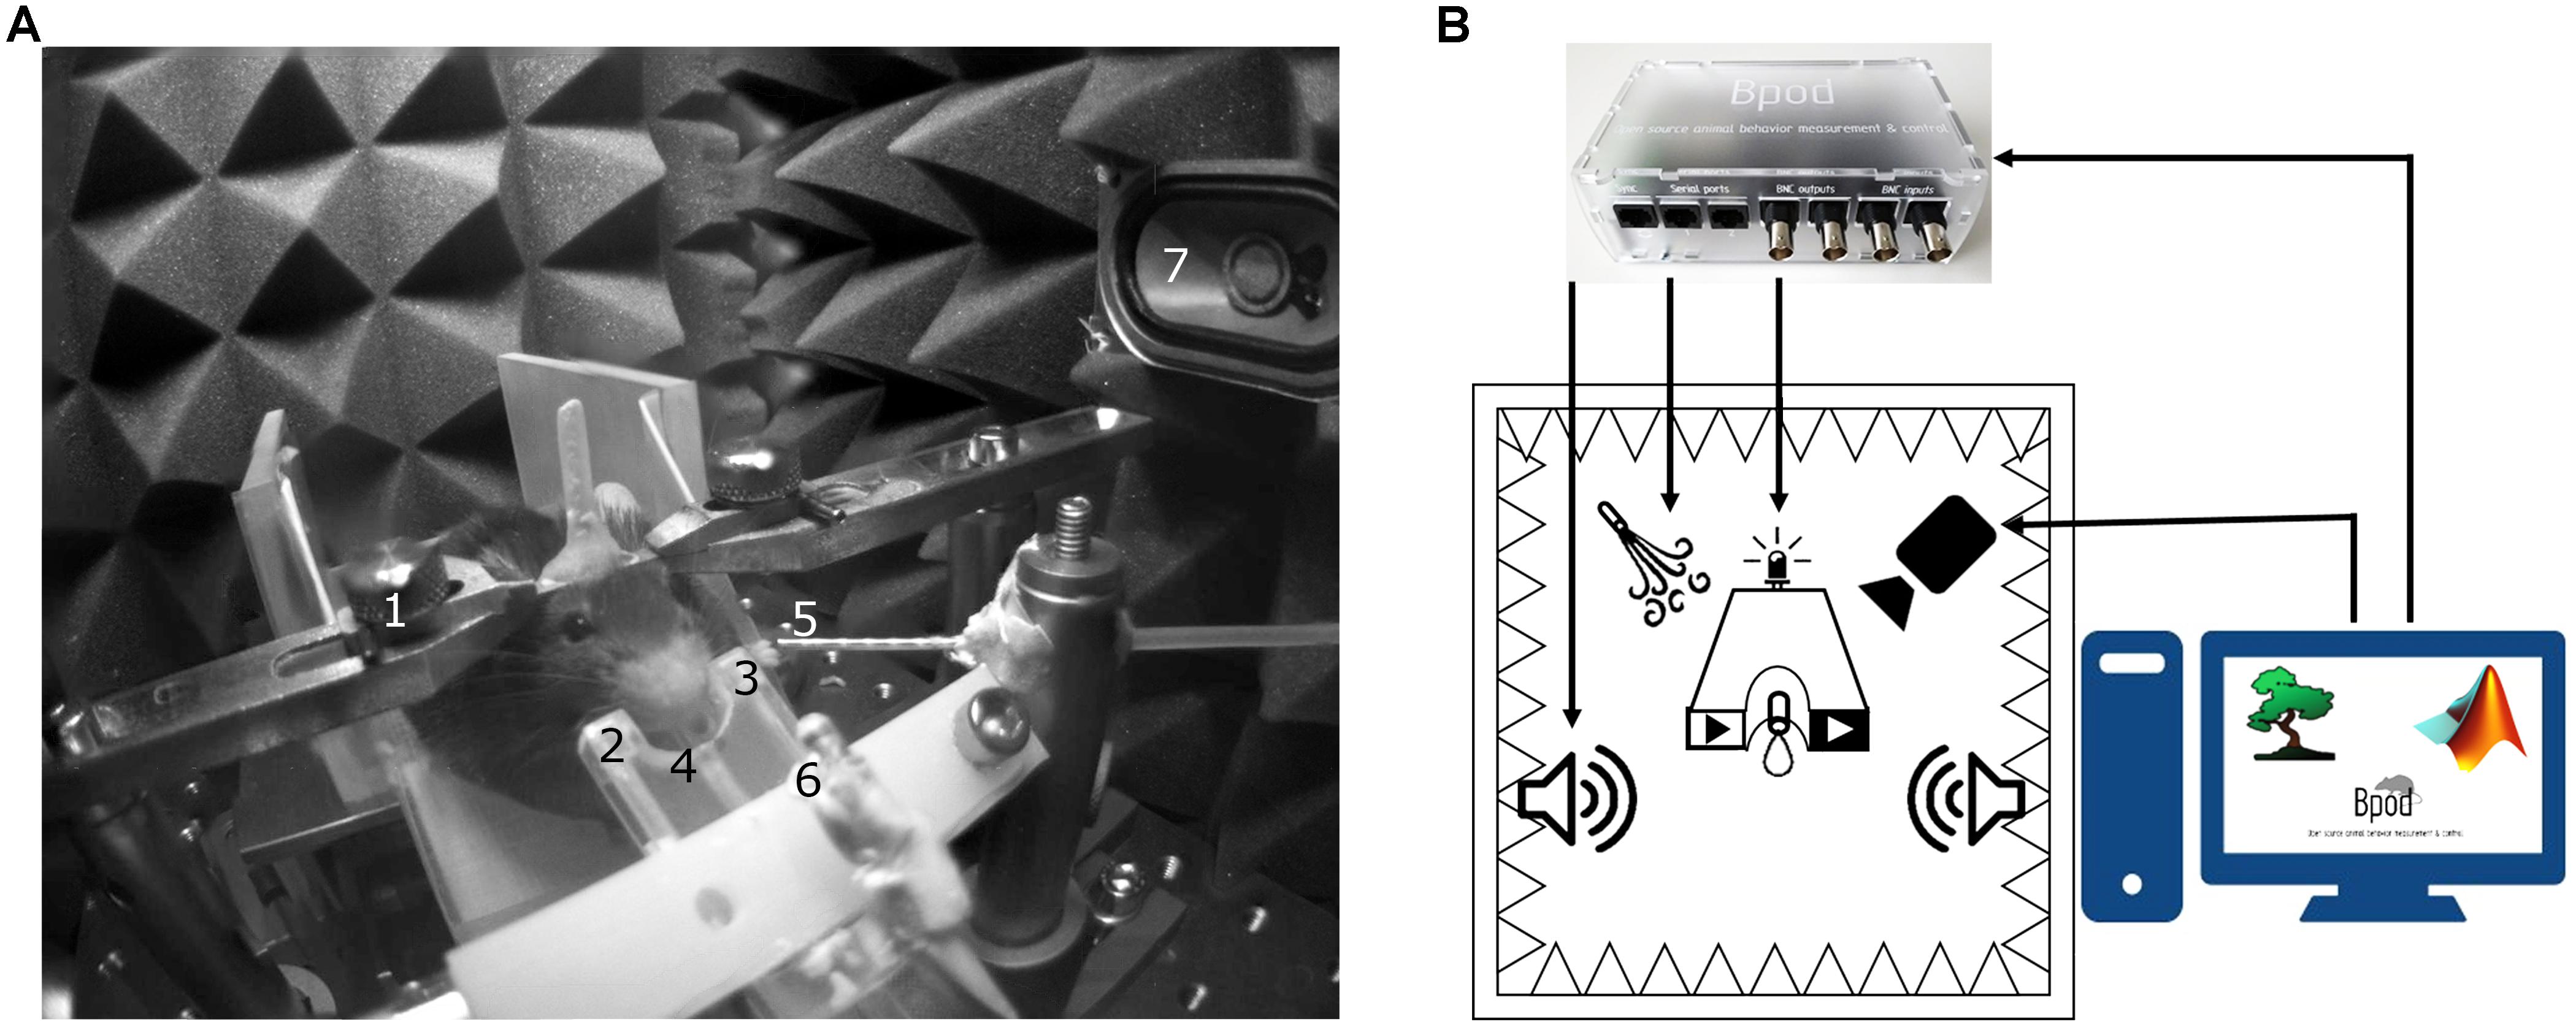 A
1
2
3
4
5
6
7
B
Bpod
Open source animal behavior measurement & control
Sync
Serial ports
BNC outputs
BNC inputs
Bpod
Open source animal behavior measurement & control